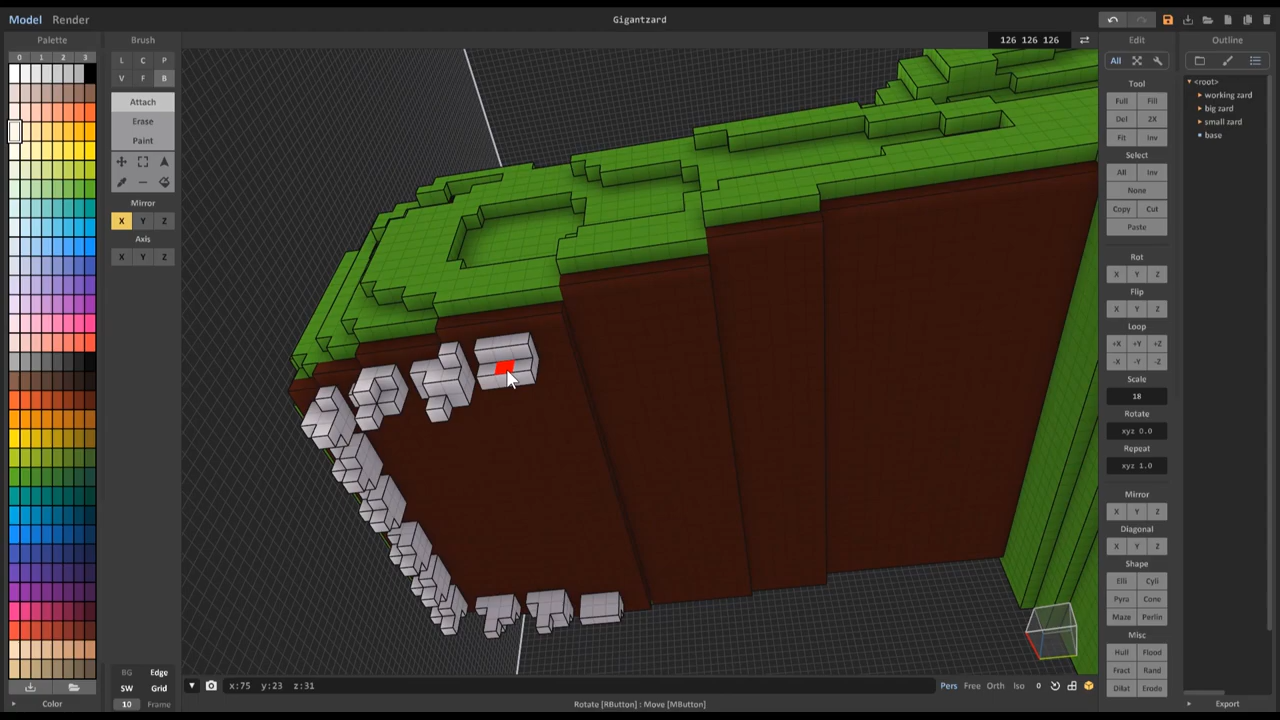 Model Render
Gigantzard
Palette
Brush
126 126 126
Edit
Outline
0 1 2 3
L C P
V F B
Attach
Erase
Paint
Mirror
X Y Z
Axis
X Y Z
All
Tool
Full Fill
Del 2X
Fit Inv
Select
All Inv
None
Copy Cut
Paste
Rot
X Y Z
Flip
X Y Z
Loop
+X +Y +Z
-X -Y -Z
Scale
18
Rotate
xyz 0.0
Repeat
xyz 1.0
Mirror
X Y Z
Diagonal
X Y Z
Shape
Elli Cyli
Pyra Cone
Maze Perlin
Misc
Hull Flood
Fract Rand
Dilat Erode
<root>
working zard
big zard
small zard
base
BG Edge
SW Grid
10 Frame
Color
x:75 y:23 z:31
Pers Free Orth Iso 0
Rotate [RButton] : Move [MButton]
Export